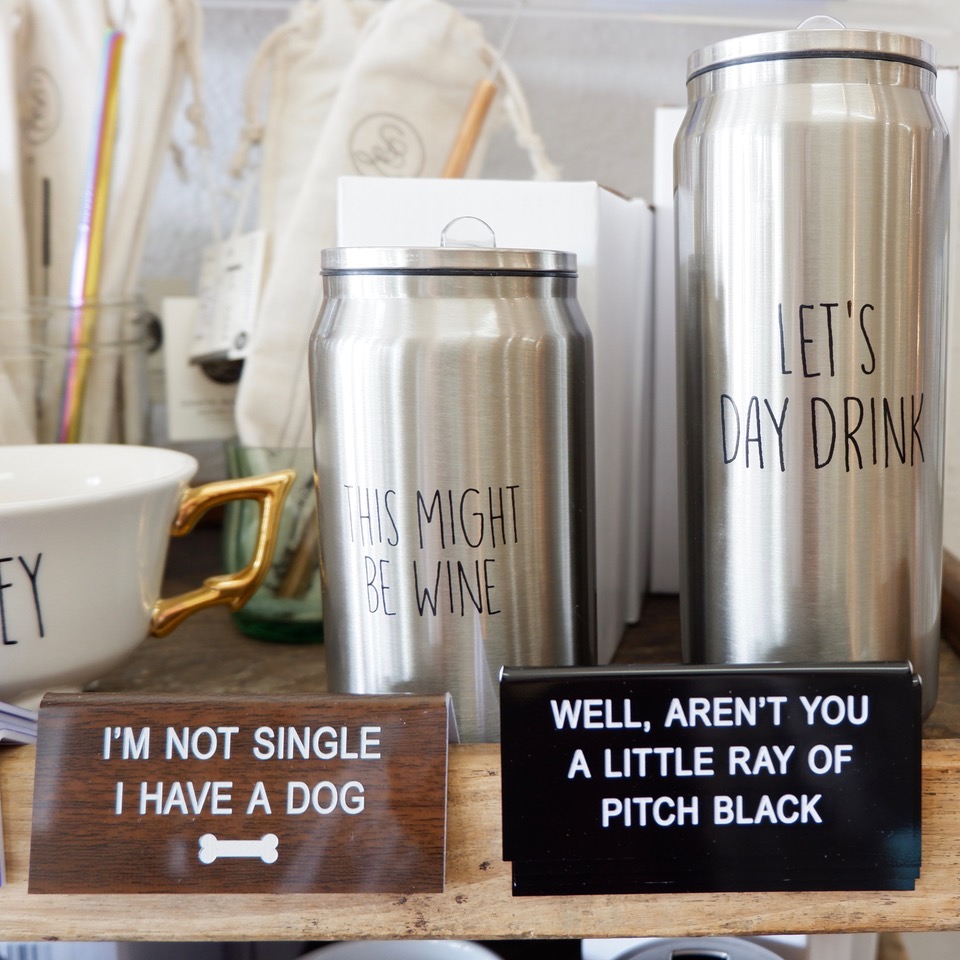 LET'S
DAY DRINK
THIS MIGHT
BE WINE
EY
I'M NOT SINGLE
I HAVE A DOG
WELL, AREN'T YOU
A LITTLE RAY OF
PITCH BLACK